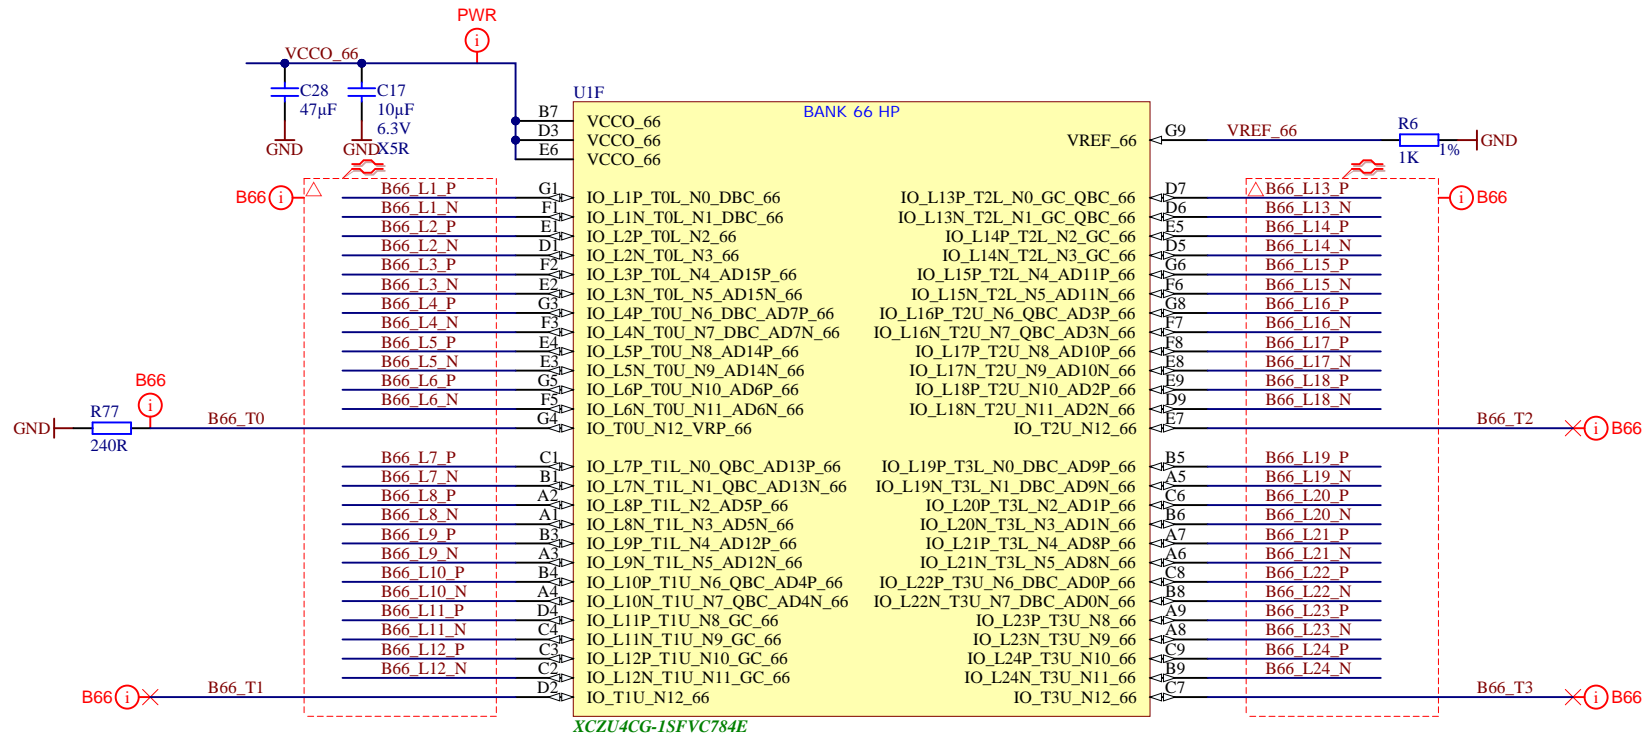 PWR
i
VCCO_66
C28
47µF
GND
C17
10µF
6.3V
X5R
GND
U1F
BANK 66 HP
B7 VCCO_66
D3 VCCO_66
E6 VCCO_66
VREF_66 G9 VREF_66
R6
1K
1%
GND
B66 i
B66_L1_P G1 IO_L1P_T0L_N0_DBC_66
B66_L1_N F1 IO_L1N_T0L_N1_DBC_66
B66_L2_P E1 IO_L2P_T0L_N2_66
B66_L2_N D1 IO_L2N_T0L_N3_66
B66_L3_P F2 IO_L3P_T0L_N4_AD15P_66
B66_L3_N E2 IO_L3N_T0L_N5_AD15N_66
B66_L4_P G3 IO_L4P_T0U_N6_DBC_AD7P_66
B66_L4_N F3 IO_L4N_T0U_N7_DBC_AD7N_66
B66_L5_P E4 IO_L5P_T0U_N8_AD14P_66
B66_L5_N E3 IO_L5N_T0U_N9_AD14N_66
B66_L6_P G5 IO_L6P_T0U_N10_AD6P_66
B66_L6_N F5 IO_L6N_T0U_N11_AD6N_66
B66
i
GND
R77
240R
B66_T0 G4 IO_T0U_N12_VRP_66
B66_L7_P C1 IO_L7P_T1L_N0_QBC_AD13P_66
B66_L7_N B1 IO_L7N_T1L_N1_QBC_AD13N_66
B66_L8_P A2 IO_L8P_T1L_N2_AD5P_66
B66_L8_N A1 IO_L8N_T1L_N3_AD5N_66
B66_L9_P B3 IO_L9P_T1L_N4_AD12P_66
B66_L9_N A3 IO_L9N_T1L_N5_AD12N_66
B66_L10_P B4 IO_L10P_T1U_N6_QBC_AD4P_66
B66_L10_N A4 IO_L10N_T1U_N7_QBC_AD4N_66
B66_L11_P D4 IO_L11P_T1U_N8_GC_66
B66_L11_N C4 IO_L11N_T1U_N9_GC_66
B66_L12_P C3 IO_L12P_T1U_N10_GC_66
B66_L12_N C2 IO_L12N_T1U_N11_GC_66
B66 i B66_T1 D2 IO_T1U_N12_66
IO_L13P_T2L_N0_GC_QBC_66 D7 B66_L13_P
i B66
IO_L13N_T2L_N1_GC_QBC_66 D6 B66_L13_N
IO_L14P_T2L_N2_GC_66 E5 B66_L14_P
IO_L14N_T2L_N3_GC_66 D5 B66_L14_N
IO_L15P_T2L_N4_AD11P_66 G6 B66_L15_P
IO_L15N_T2L_N5_AD11N_66 F6 B66_L15_N
IO_L16P_T2U_N6_QBC_AD3P_66 G8 B66_L16_P
IO_L16N_T2U_N7_QBC_AD3N_66 F7 B66_L16_N
IO_L17P_T2U_N8_AD10P_66 F8 B66_L17_P
IO_L17N_T2U_N9_AD10N_66 E8 B66_L17_N
IO_L18P_T2U_N10_AD2P_66 E9 B66_L18_P
IO_L18N_T2U_N11_AD2N_66 D9 B66_L18_N
IO_T2U_N12_66 E7 B66_T2 i B66
IO_L19P_T3L_N0_DBC_AD9P_66 B5 B66_L19_P
IO_L19N_T3L_N1_DBC_AD9N_66 A5 B66_L19_N
IO_L20P_T3L_N2_AD1P_66 C6 B66_L20_P
IO_L20N_T3L_N3_AD1N_66 B6 B66_L20_N
IO_L21P_T3L_N4_AD8P_66 A7 B66_L21_P
IO_L21N_T3L_N5_AD8N_66 A6 B66_L21_N
IO_L22P_T3U_N6_DBC_AD0P_66 C8 B66_L22_P
IO_L22N_T3U_N7_DBC_AD0N_66 B8 B66_L22_N
IO_L23P_T3U_N8_66 A9 B66_L23_P
IO_L23N_T3U_N9_66 A8 B66_L23_N
IO_L24P_T3U_N10_66 C9 B66_L24_P
IO_L24N_T3U_N11_66 B9 B66_L24_N
IO_T3U_N12_66 C7 B66_T3 i B66
XCZU4CG-1SFVC784E